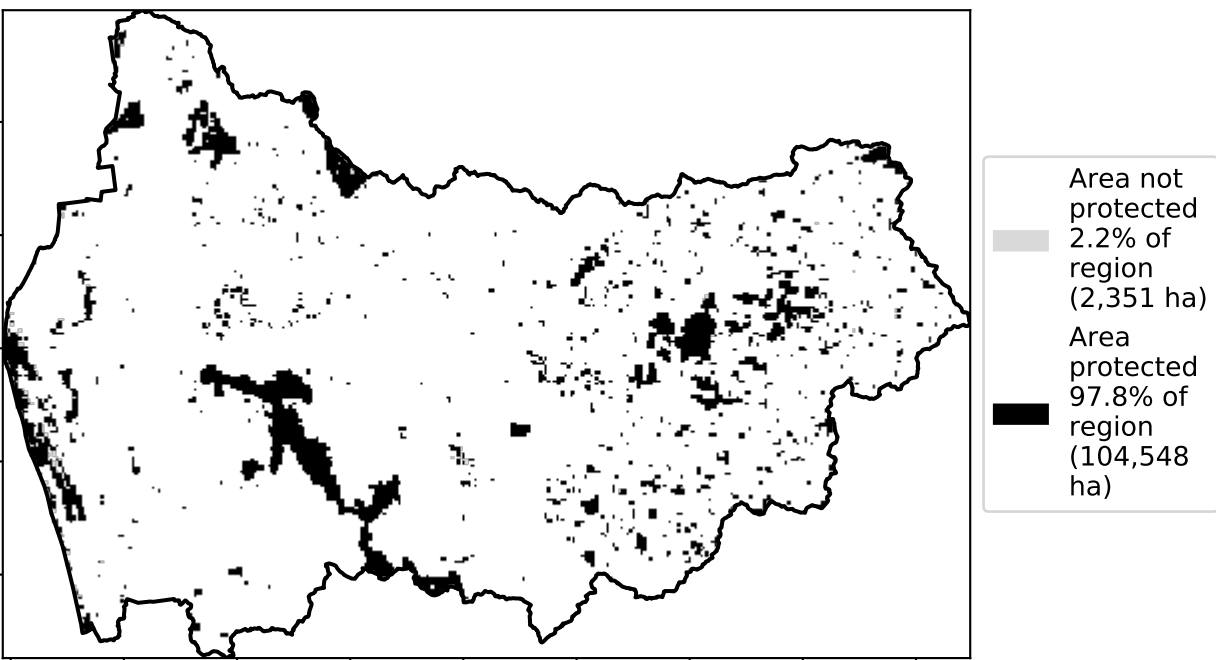 Area not
protected
2.2% of
region
(2,351 ha)
Area
protected
97.8% of
region
(104,548
ha)